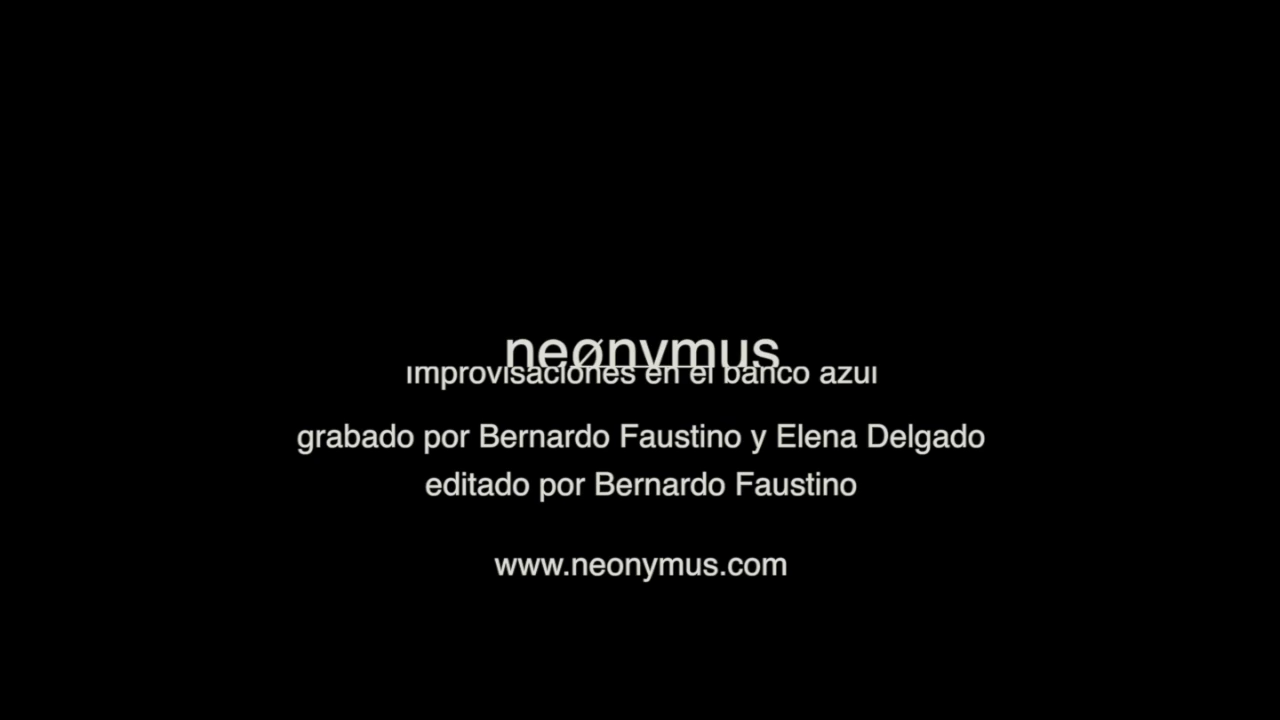 neønymus
improvisaciones en el banco azul
grabado por Bernardo Faustino y Elena Delgado
editado por Bernardo Faustino
www.neonymus.com